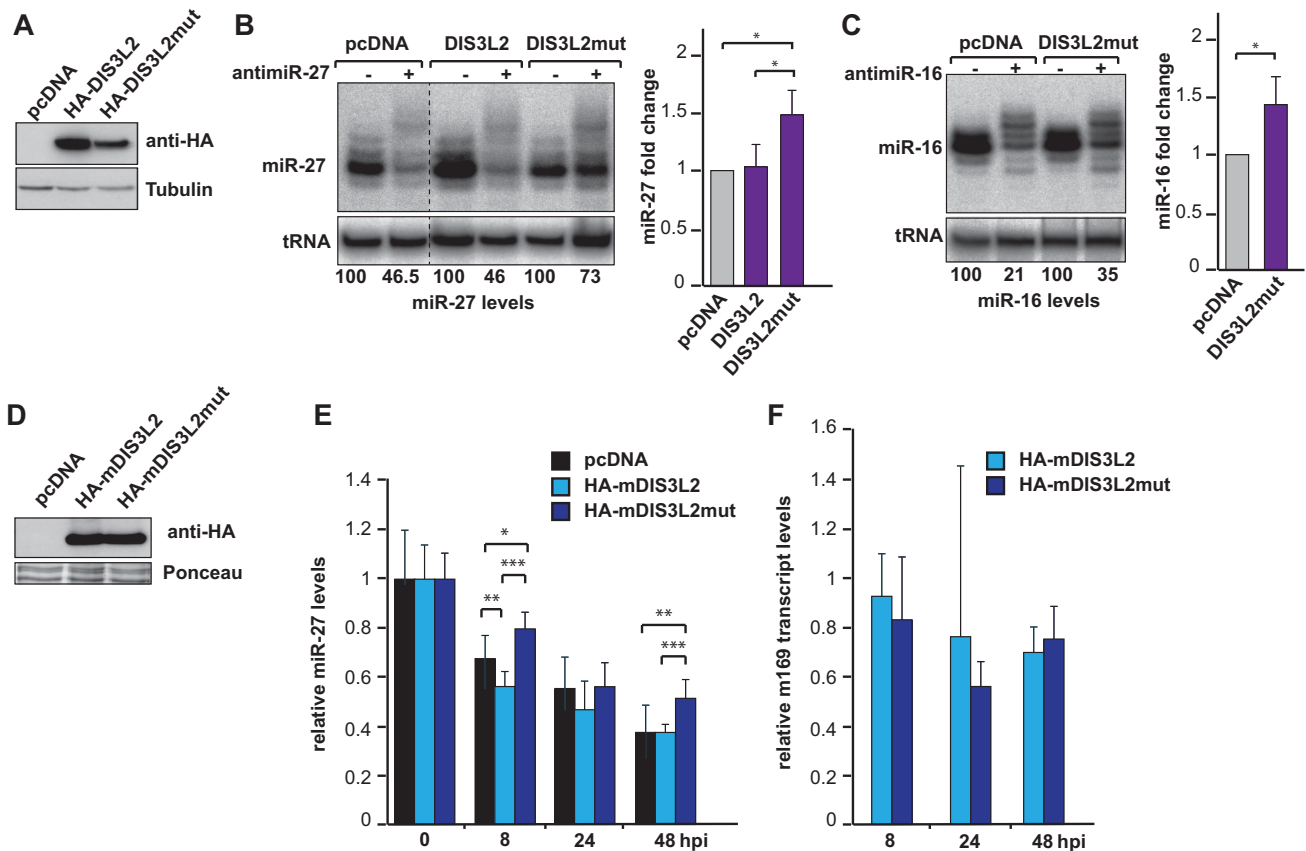 A
pcDNA
HA-DIS3L2
HA-DIS3L2mut
anti-HA
Tubulin
B
pcDNA DIS3L2 DIS3L2mut
antimiR-27 - + - + - +
miR-27
tRNA
100 46.5 100 46 100 73
miR-27 levels
miR-27 fold change
2
1.5
1
0.5
0
* 
*
pcDNA
DIS3L2
DIS3L2mut
C
pcDNA DIS3L2mut
antimiR-16 - + - +
miR-16
tRNA
100 21 100 35
miR-16 levels
miR-16 fold change
2
1.5
1
0.5
0
*
pcDNA
DIS3L2mut
D
pcDNA
HA-mDIS3L2
HA-mDIS3L2mut
anti-HA
Ponceau
E
relative miR-27 levels
1.4
1.2
1
0.8
0.6
0.4
0.2
0
pcDNA
HA-mDIS3L2
HA-mDIS3L2mut
*
***
**
**
***
0 8 24 48 hpi
F
relative m169 transcript levels
1.6
1.4
1.2
1
0.8
0.6
0.4
0.2
0
HA-mDIS3L2
HA-mDIS3L2mut
8 24 48 hpi